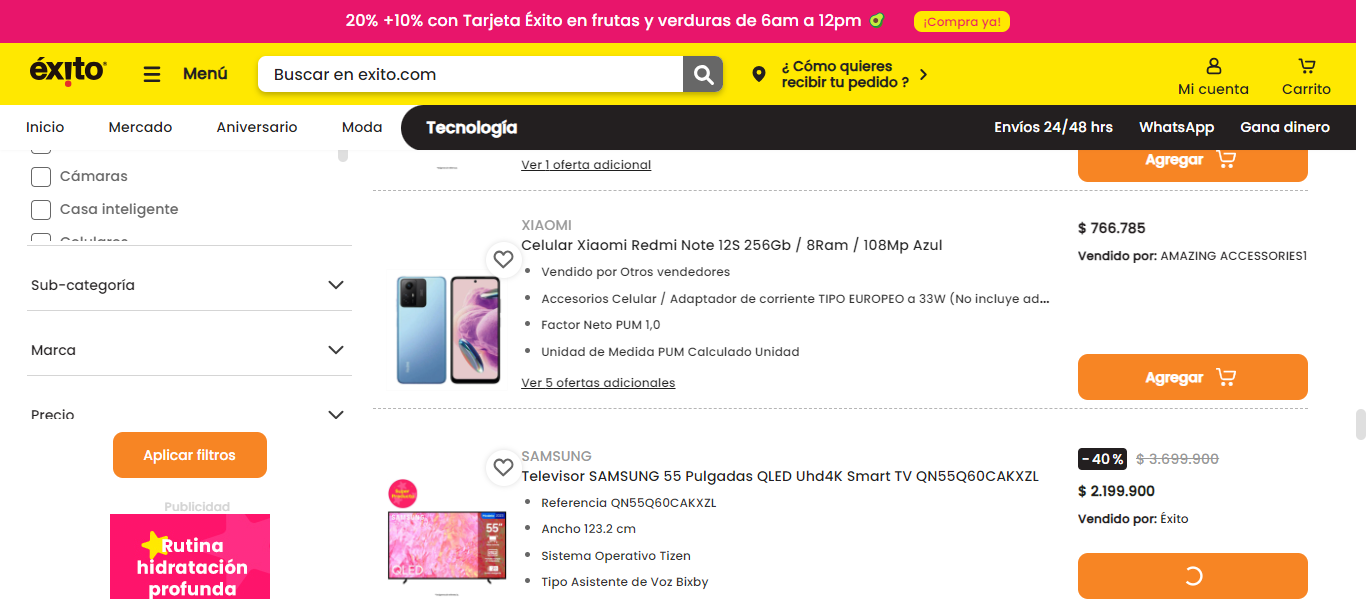 20% +10% con Tarjeta Éxito en frutas y verduras de 6am a 12pm
¡Compra ya!
éxito
Menú
Buscar en exito.com
¿ Cómo quieres
recibir tu pedido ?
Mi cuenta
Carrito
Inicio
Mercado
Aniversario
Moda
Tecnología
Envíos 24/48 hrs
WhatsApp
Gana dinero
Cámaras
Casa inteligente
Celulares
Sub-categoría
Marca
Precio
Aplicar filtros
Publicidad
Rutina
hidratación
profunda
Ver 1 oferta adicional
Agregar
XIAOMI
Celular Xiaomi Redmi Note 12S 256Gb / 8Ram / 108Mp Azul
Vendido por Otros vendedores
Accesorios Celular / Adaptador de corriente TIPO EUROPEO a 33W (No incluye ad...
Factor Neto PUM 1,0
Unidad de Medida PUM Calculado Unidad
Ver 5 ofertas adicionales
$ 766.785
Vendido por: AMAZING ACCESSORIES1
Agregar
SAMSUNG
Televisor SAMSUNG 55 Pulgadas QLED Uhd4K Smart TV QN55Q60CAKXZL
Referencia QN55Q60CAKXZL
Ancho 123.2 cm
Sistema Operativo Tizen
Tipo Asistente de Voz Bixby
55"
QLED
- 40 % $ 3.699.900
$ 2.199.900
Vendido por: Éxito